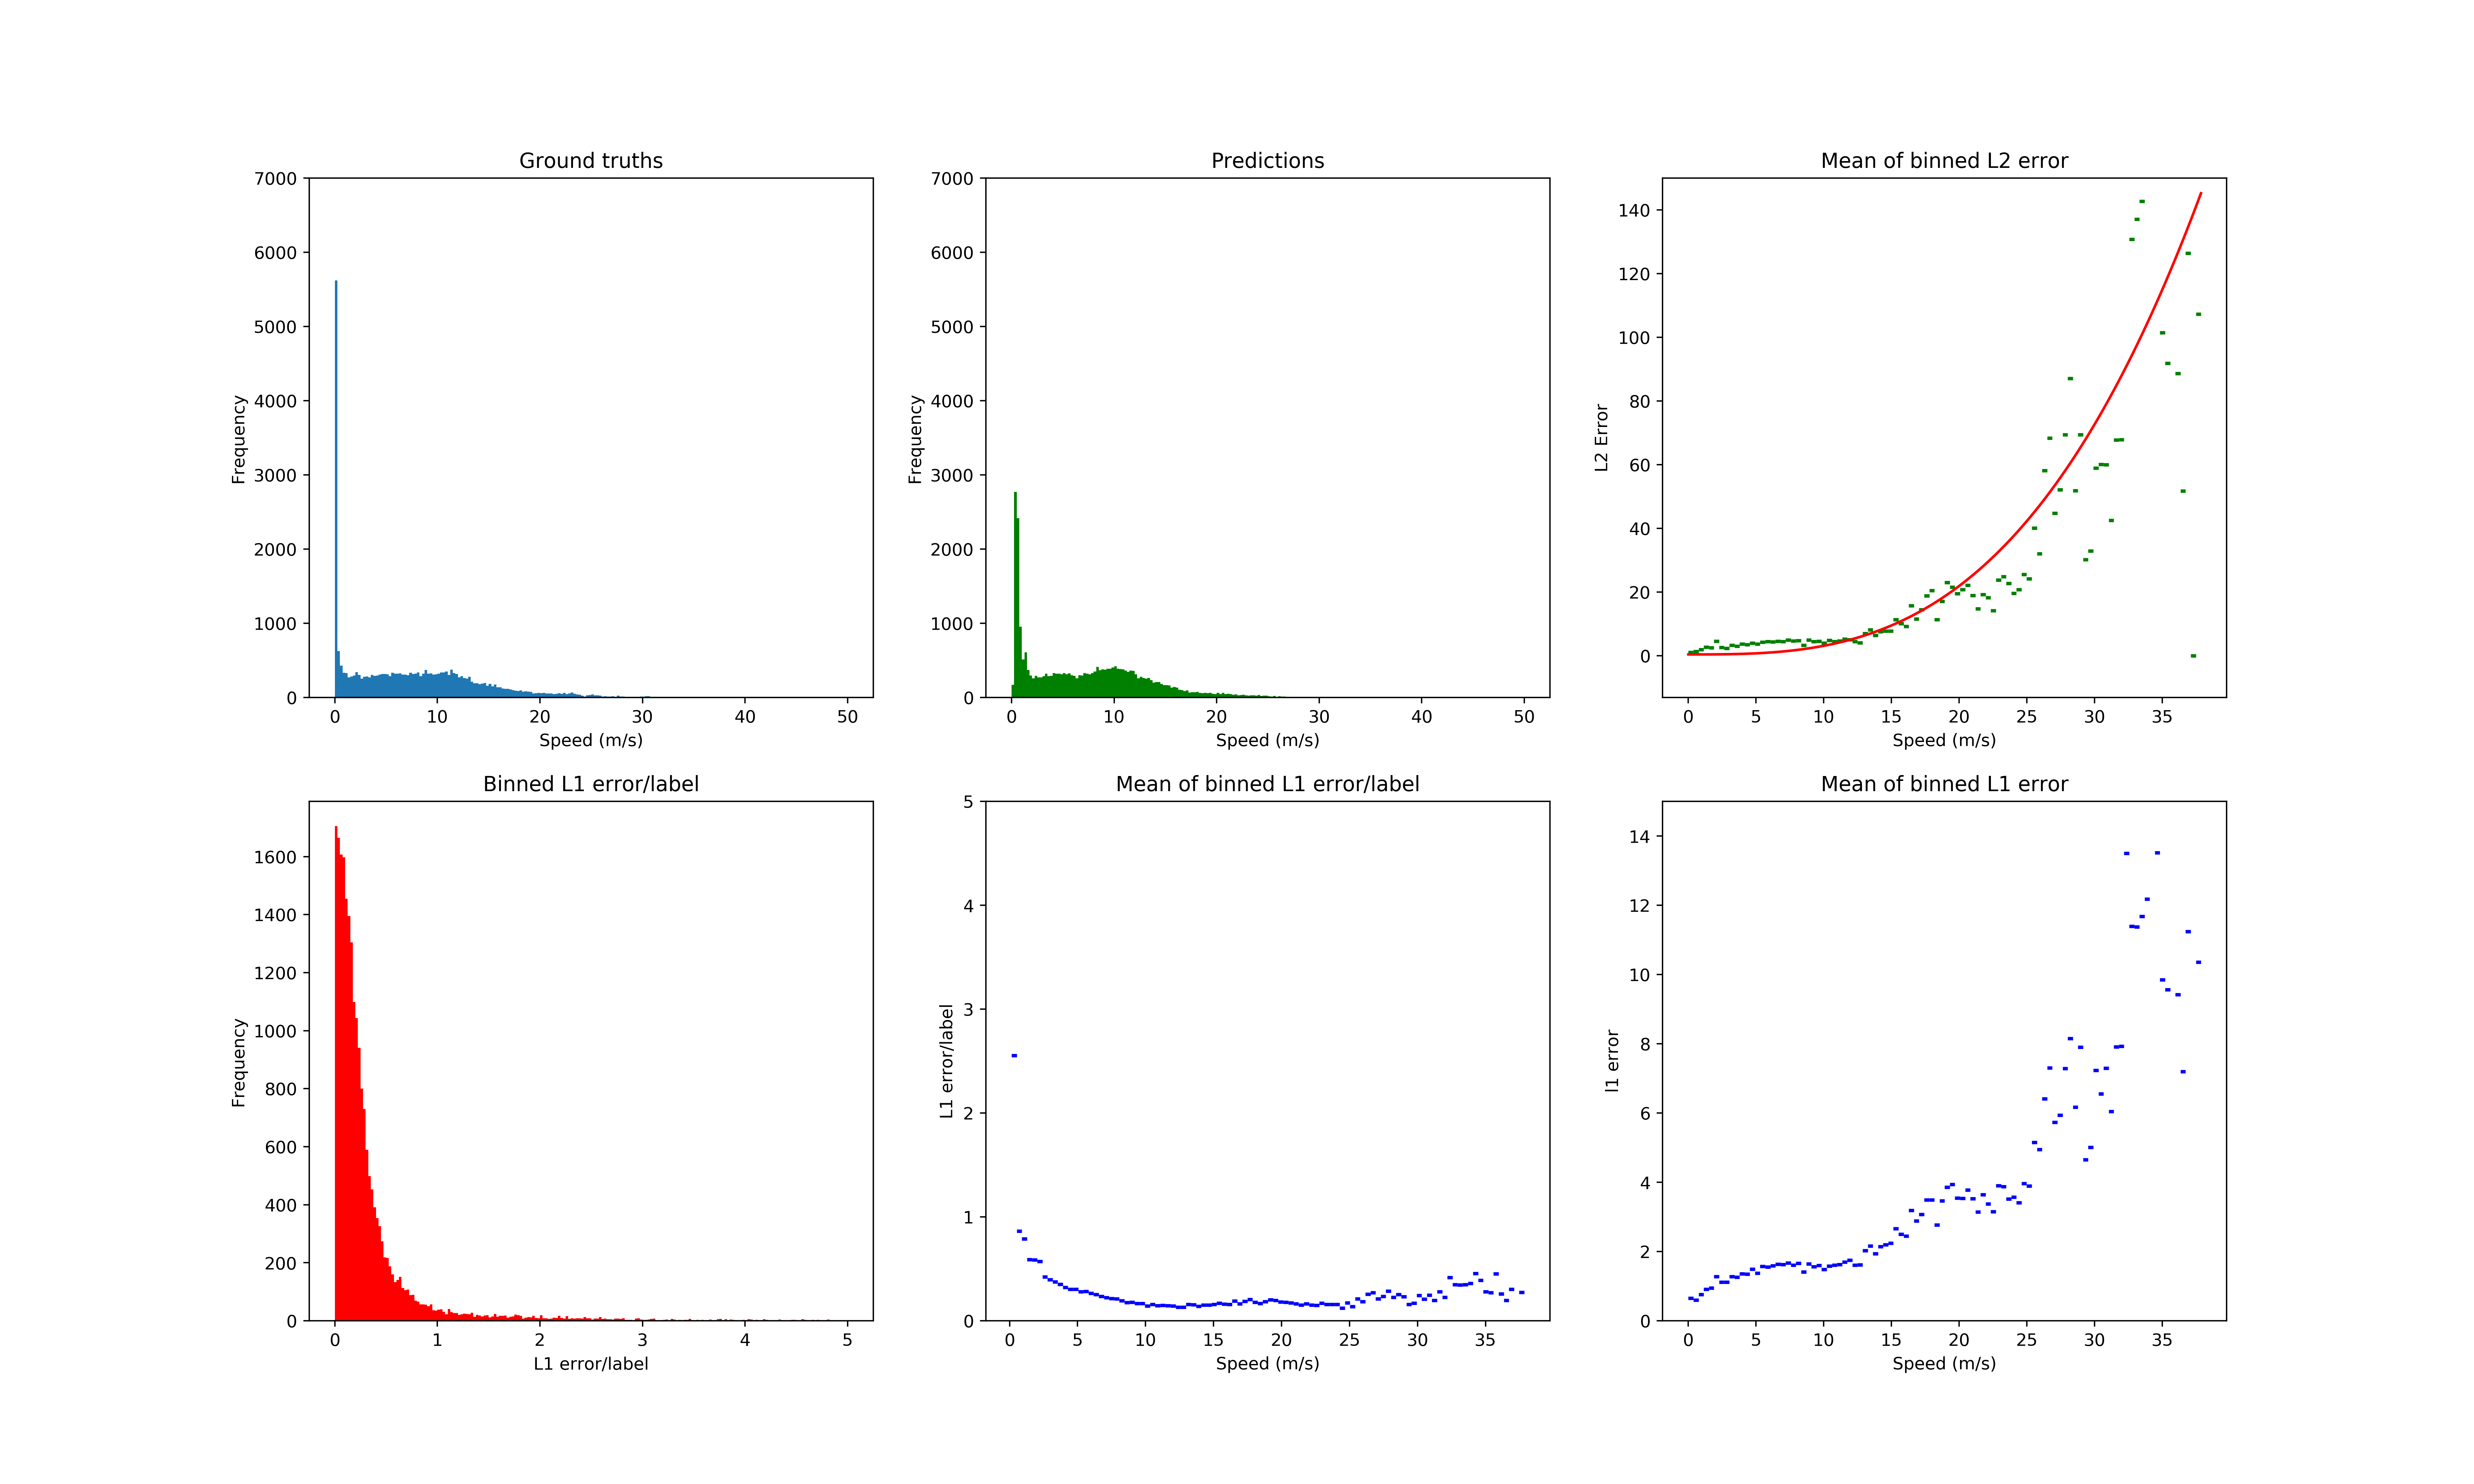 Ground truths
7000
6000
5000
4000
3000
2000
1000
0
Frequency
0 10 20 30 40 50
Speed (m/s)
Predictions
7000
6000
5000
4000
3000
2000
1000
0
Frequency
0 10 20 30 40 50
Speed (m/s)
Mean of binned L2 error
140
120
100
80
60
40
20
0
L2 Error
0 5 10 15 20 25 30 35
Speed (m/s)
Binned L1 error/label
1600
1400
1200
1000
800
600
400
200
0
Frequency
0 1 2 3 4 5
L1 error/label
Mean of binned L1 error/label
5
4
3
2
1
0
L1 error/label
0 5 10 15 20 25 30 35
Speed (m/s)
Mean of binned L1 error
14
12
10
8
6
4
2
0
l1 error
0 5 10 15 20 25 30 35
Speed (m/s)